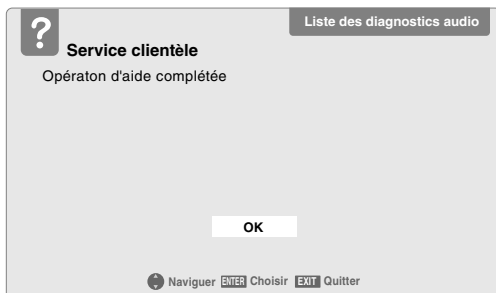 ?
Liste des diagnostics audio
Service clientèle
Opératon d'aide complétée
OK
Naviguer ENTER Choisir EXIT Quitter